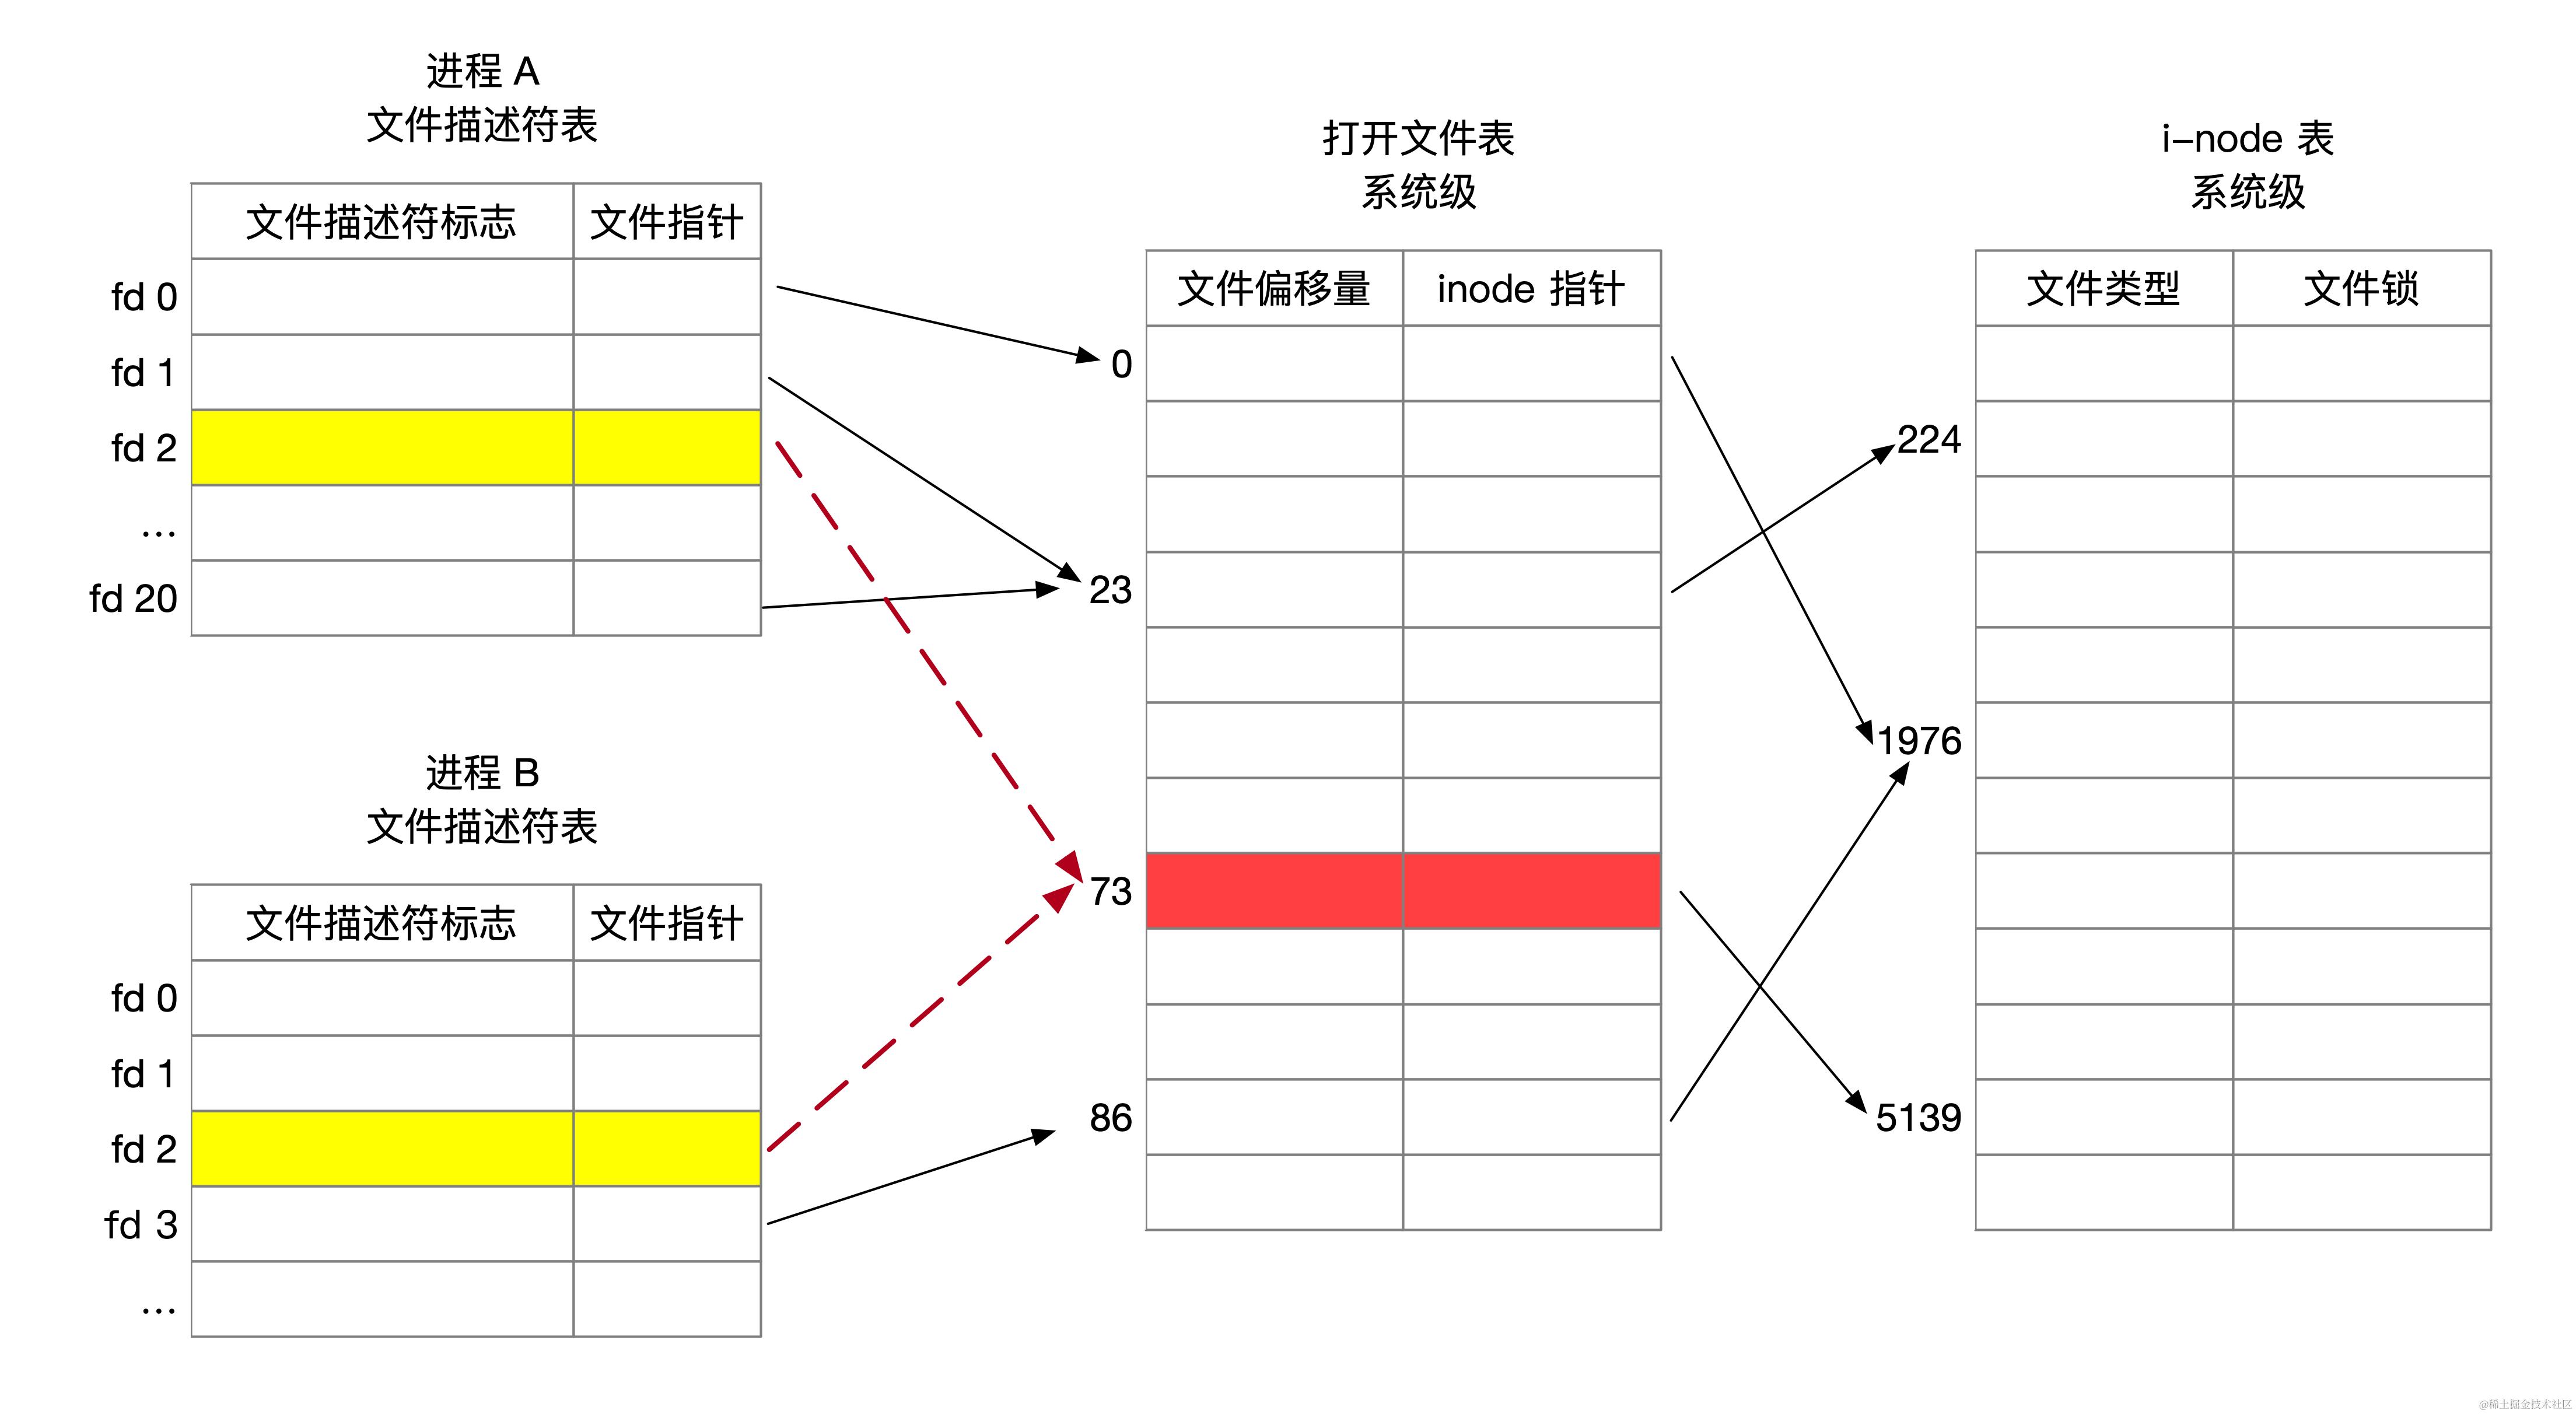 进程 A
文件描述符表
文件描述符标志 文件指针
fd 0
fd 1
fd 2
...
fd 20
进程 B
文件描述符表
文件描述符标志 文件指针
fd 0
fd 1
fd 2
fd 3
...
打开文件表
系统级
文件偏移量 inode 指针
0
23
73
86
i-node 表
系统级
文件类型 文件锁
224
1976
5139
@稀土掘金技术社区